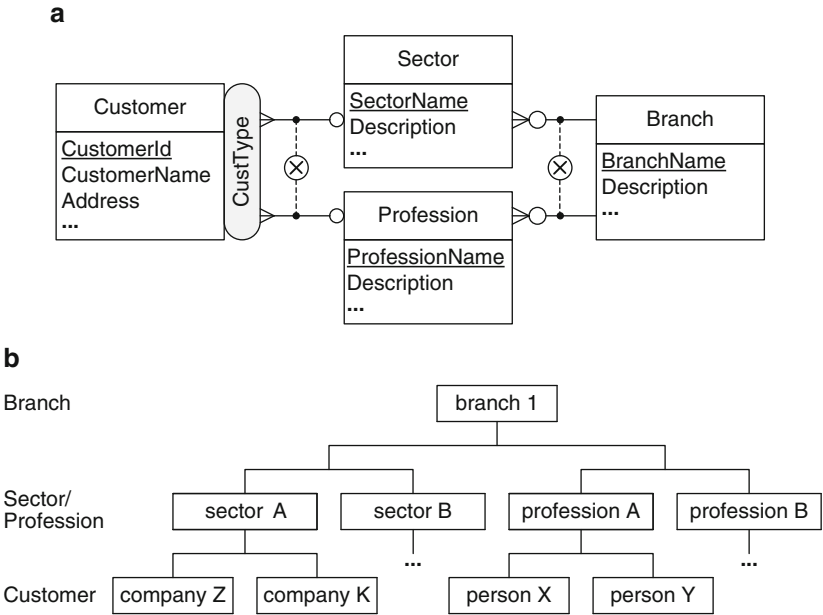 a
Sector
SectorName
Description
...
Customer
CustomerId
CustomerName
Address
...
CustType
Branch
BranchName
Description
...
Profession
ProfessionName
Description
...
b
Branch
branch 1
Sector/
Profession
sector A
sector B
profession A
profession B
...
...
Customer
company Z
company K
person X
person Y